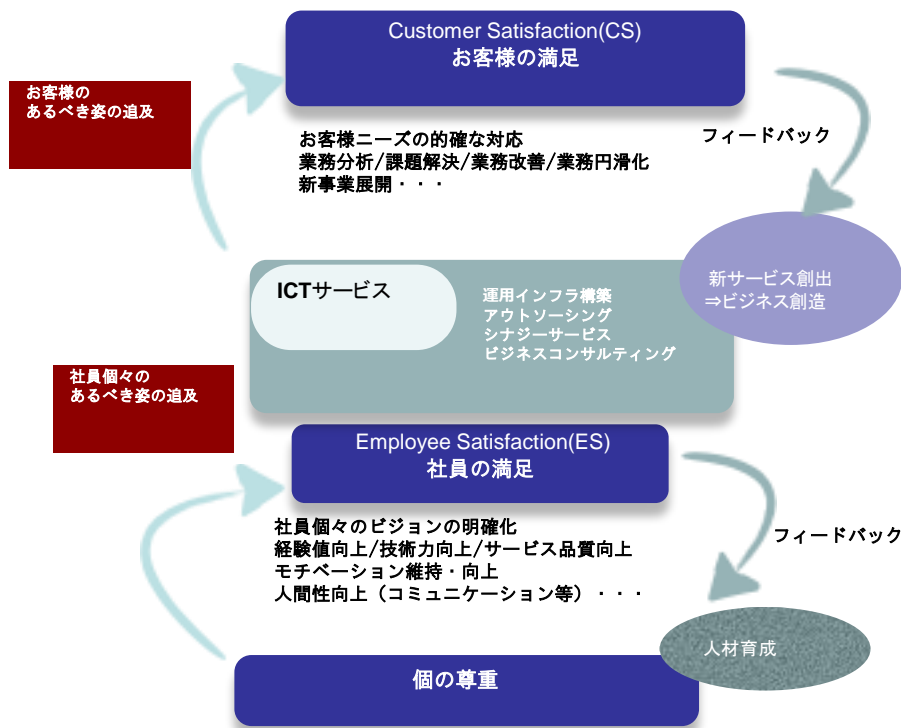 Customer Satisfaction(CS)
お客様の満足
お客様の
あるべき姿の追及
お客様ニーズの的確な対応
業務分析/課題解決/業務改善/業務円滑化
新事業展開・・・
フィードバック
新サービス創出
⇒ビジネス創造
ICTサービス
運用インフラ構築
アウトソーシング
シナジーサービス
ビジネスコンサルティング
社員個々の
あるべき姿の追及
Employee Satisfaction(ES)
社員の満足
社員個々のビジョンの明確化
経験値向上/技術力向上/サービス品質向上
モチベーション維持・向上
人間性向上（コミュニケーション等）・・・
フィードバック
人材育成
個の尊重